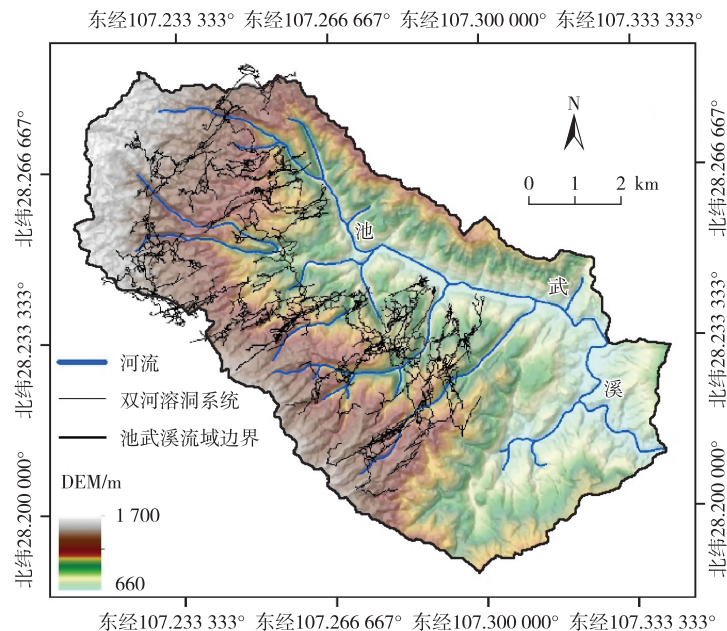 东经107.233 333° 东经107.266 667° 东经107.300 000° 东经107.333 333°
北纬28.266 667°
北纬28.266 667°
N
0 1 2 km
池
武
北纬28.233 333°
北纬28.233 333°
河流
溪
双河溶洞系统
池武溪流域边界
DEM/m
1 700
660
北纬28.200 000°
北纬28.200 000°
东经107.233 333° 东经107.266 667° 东经107.300 000° 东经107.333 333°